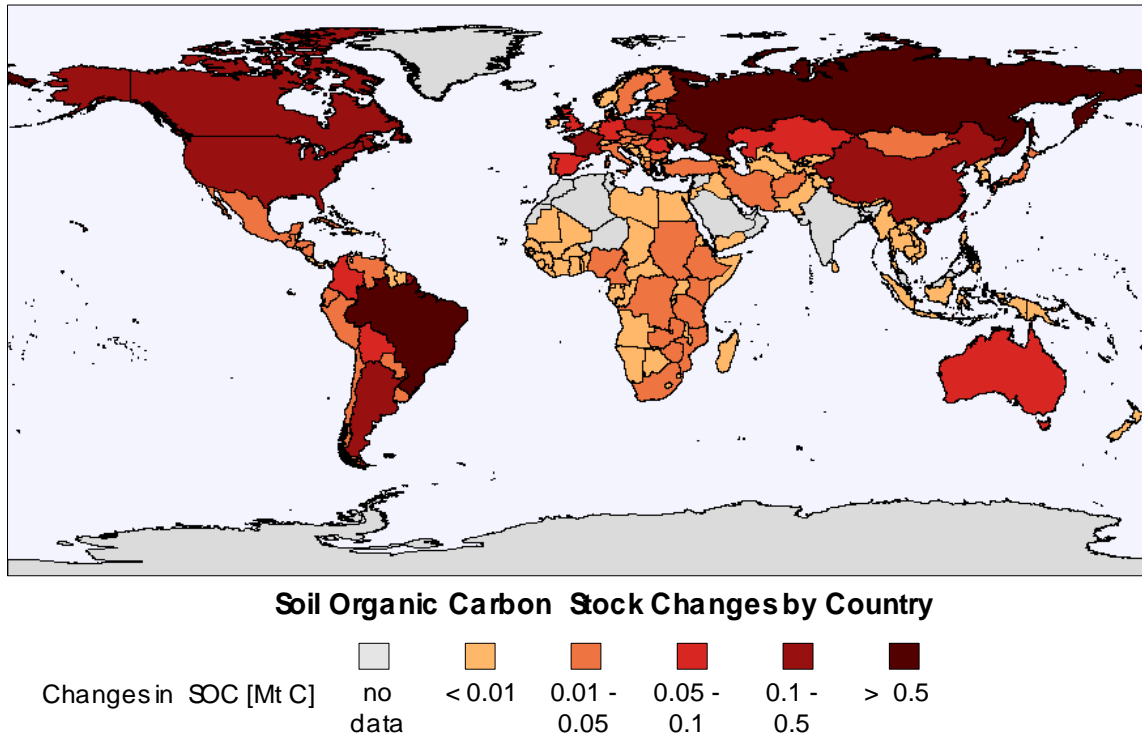 Soil Organic Carbon Stock Changes by Country
Changes in SOC [Mt C]
no data
< 0.01
0.01 - 0.05
0.05 - 0.1
0.1 - 0.5
> 0.5